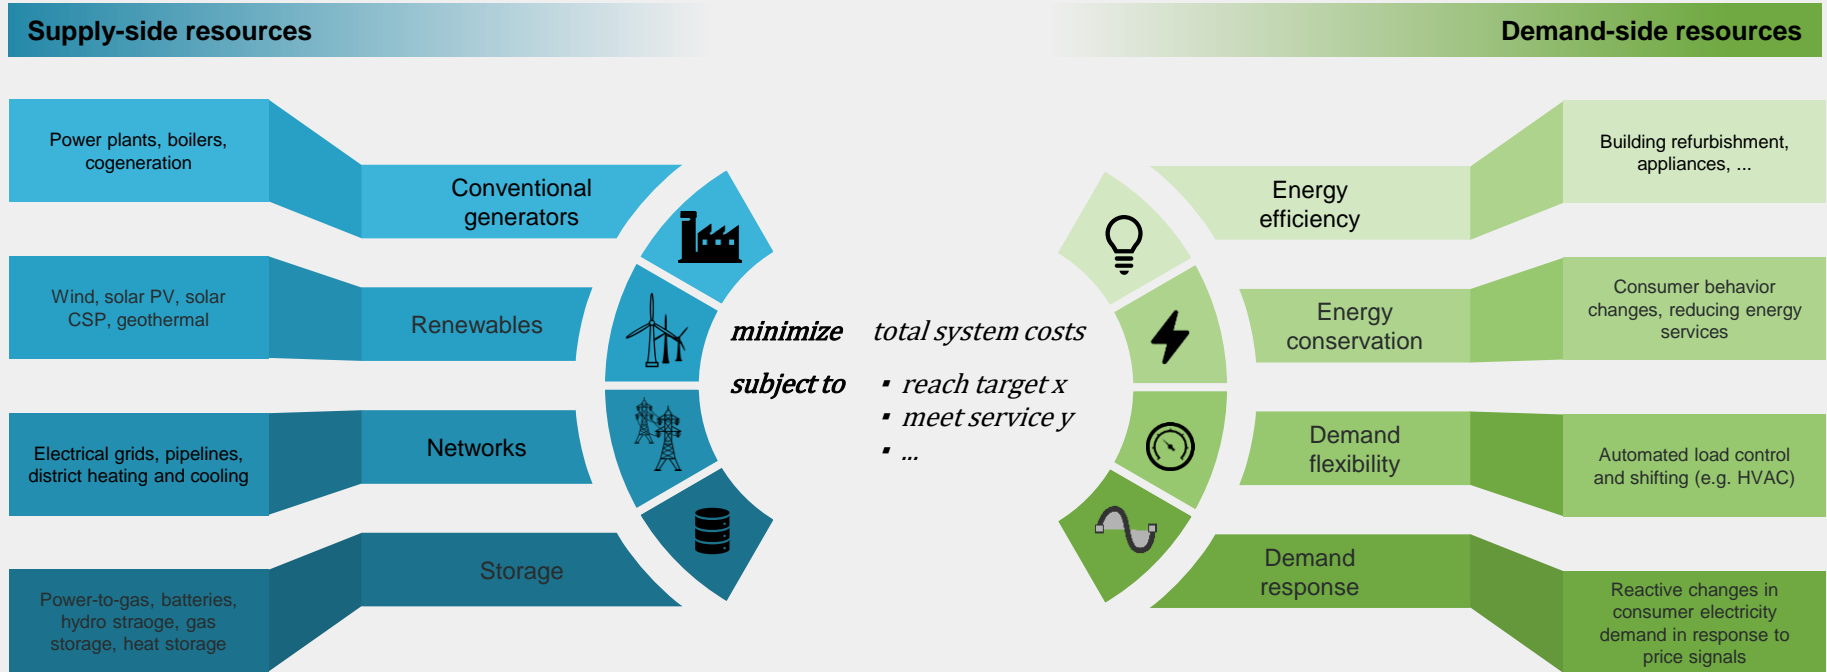 Supply-side resources
Demand-side resources
Power plants, boilers,
cogeneration
Conventional
generators
Wind, solar PV, solar
CSP, geothermal
Renewables
Electrical grids, pipelines,
district heating and cooling
Networks
Power-to-gas, batteries,
hydro straoge, gas
storage, heat storage
Storage
minimize total system costs
subject to ▪ reach target x
▪ meet service y
▪ ...
Energy
efficiency
Building refurbishment,
appliances, ...
Energy
conservation
Consumer behavior
changes, reducing energy
services
Demand
flexibility
Automated load control
and shifting (e.g. HVAC)
Demand
response
Reactive changes in
consumer electricity
demand in response to
price signals